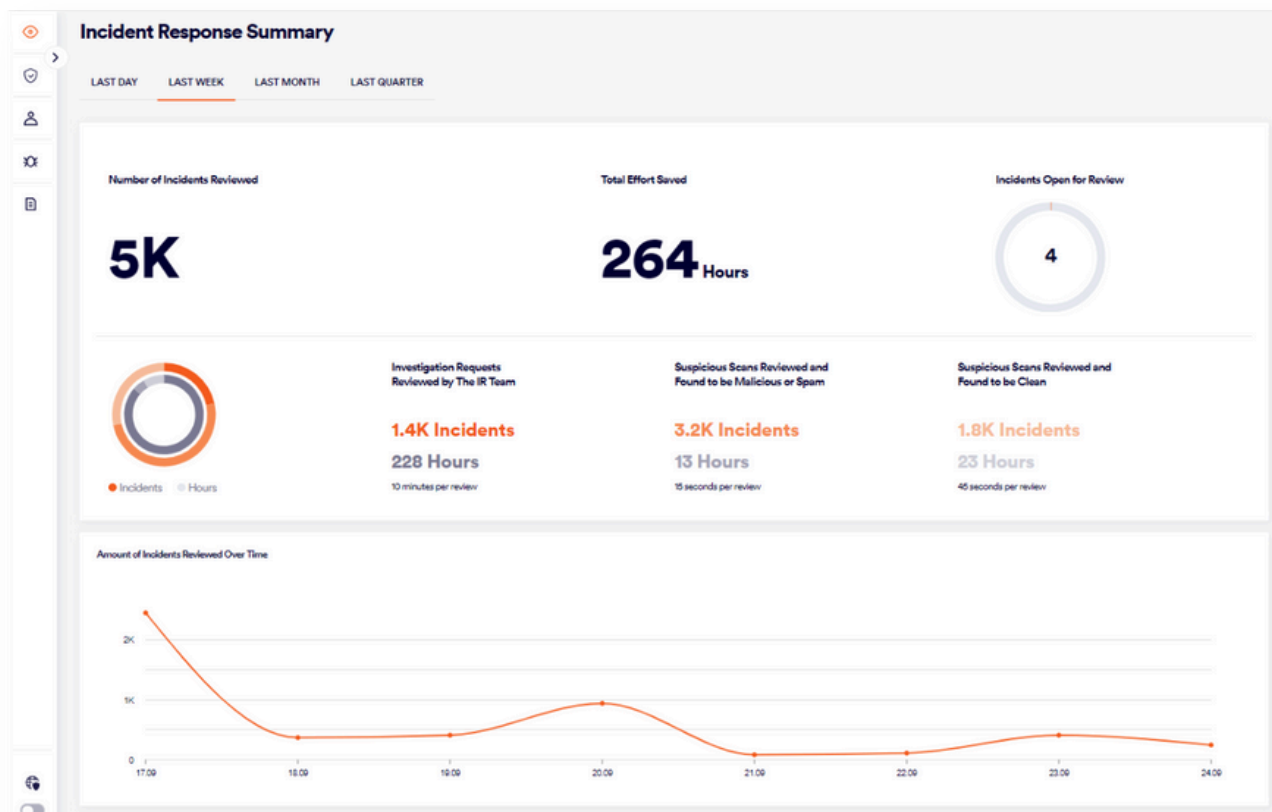 Incident Response Summary
LAST DAY LAST WEEK LAST MONTH LAST QUARTER
Number of Incidents Reviewed
5K
Total Effort Saved
264 Hours
Incidents Open for Review
4
Incidents Hours
Investigation Requests
Reviewed by The IR Team
1.4K Incidents
228 Hours
10 minutes per review
Suspicious Scans Reviewed and
Found to be Malicious or Spam
3.2K Incidents
13 Hours
15 seconds per review
Suspicious Scans Reviewed and
Found to be Clean
1.8K Incidents
23 Hours
45 seconds per review
Amount of Incidents Reviewed Over Time
2K
1K
0
17.09 18.09 19.09 20.09 21.09 22.09 23.09 24.09